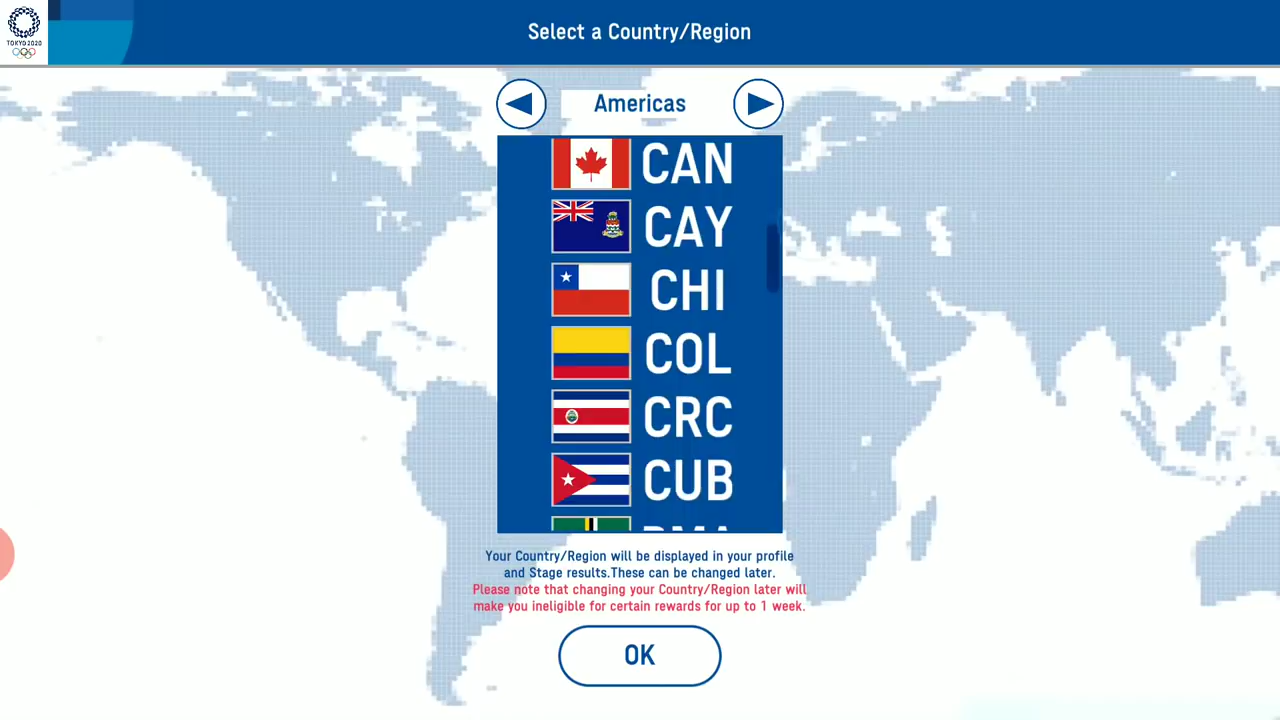 TOKYO 2020
Select a Country/Region
Americas
CAN
CAY
CHI
COL
CRC
CUB
Your Country/Region will be displayed in your profile
and Stage results.These can be changed later.
Please note that changing your Country/Region later will
make you ineligible for certain rewards for up to 1 week.
OK